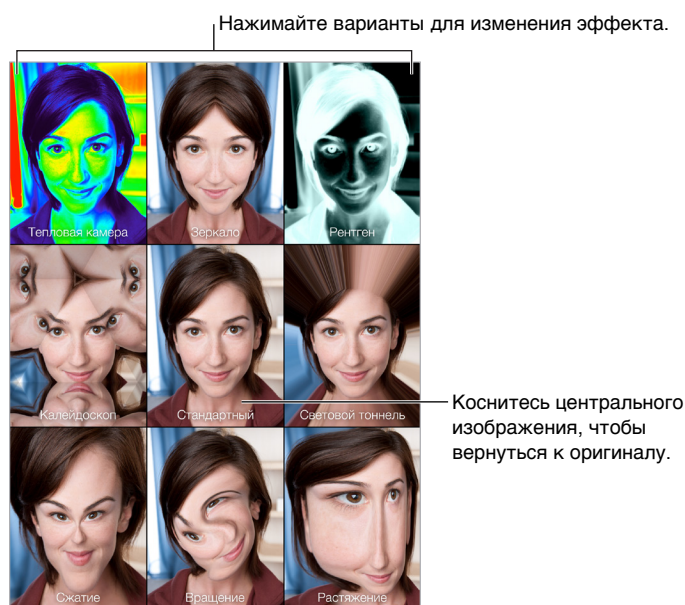 Нажимайте варианты для изменения эффекта.
Тепловая камера
Зеркало
Рентген
Калейдоскоп
Стандартный
Световой тоннель
Коснитесь центрального
изображения, чтобы
вернуться к оригиналу.
Сжатие
Вращение
Растяжение